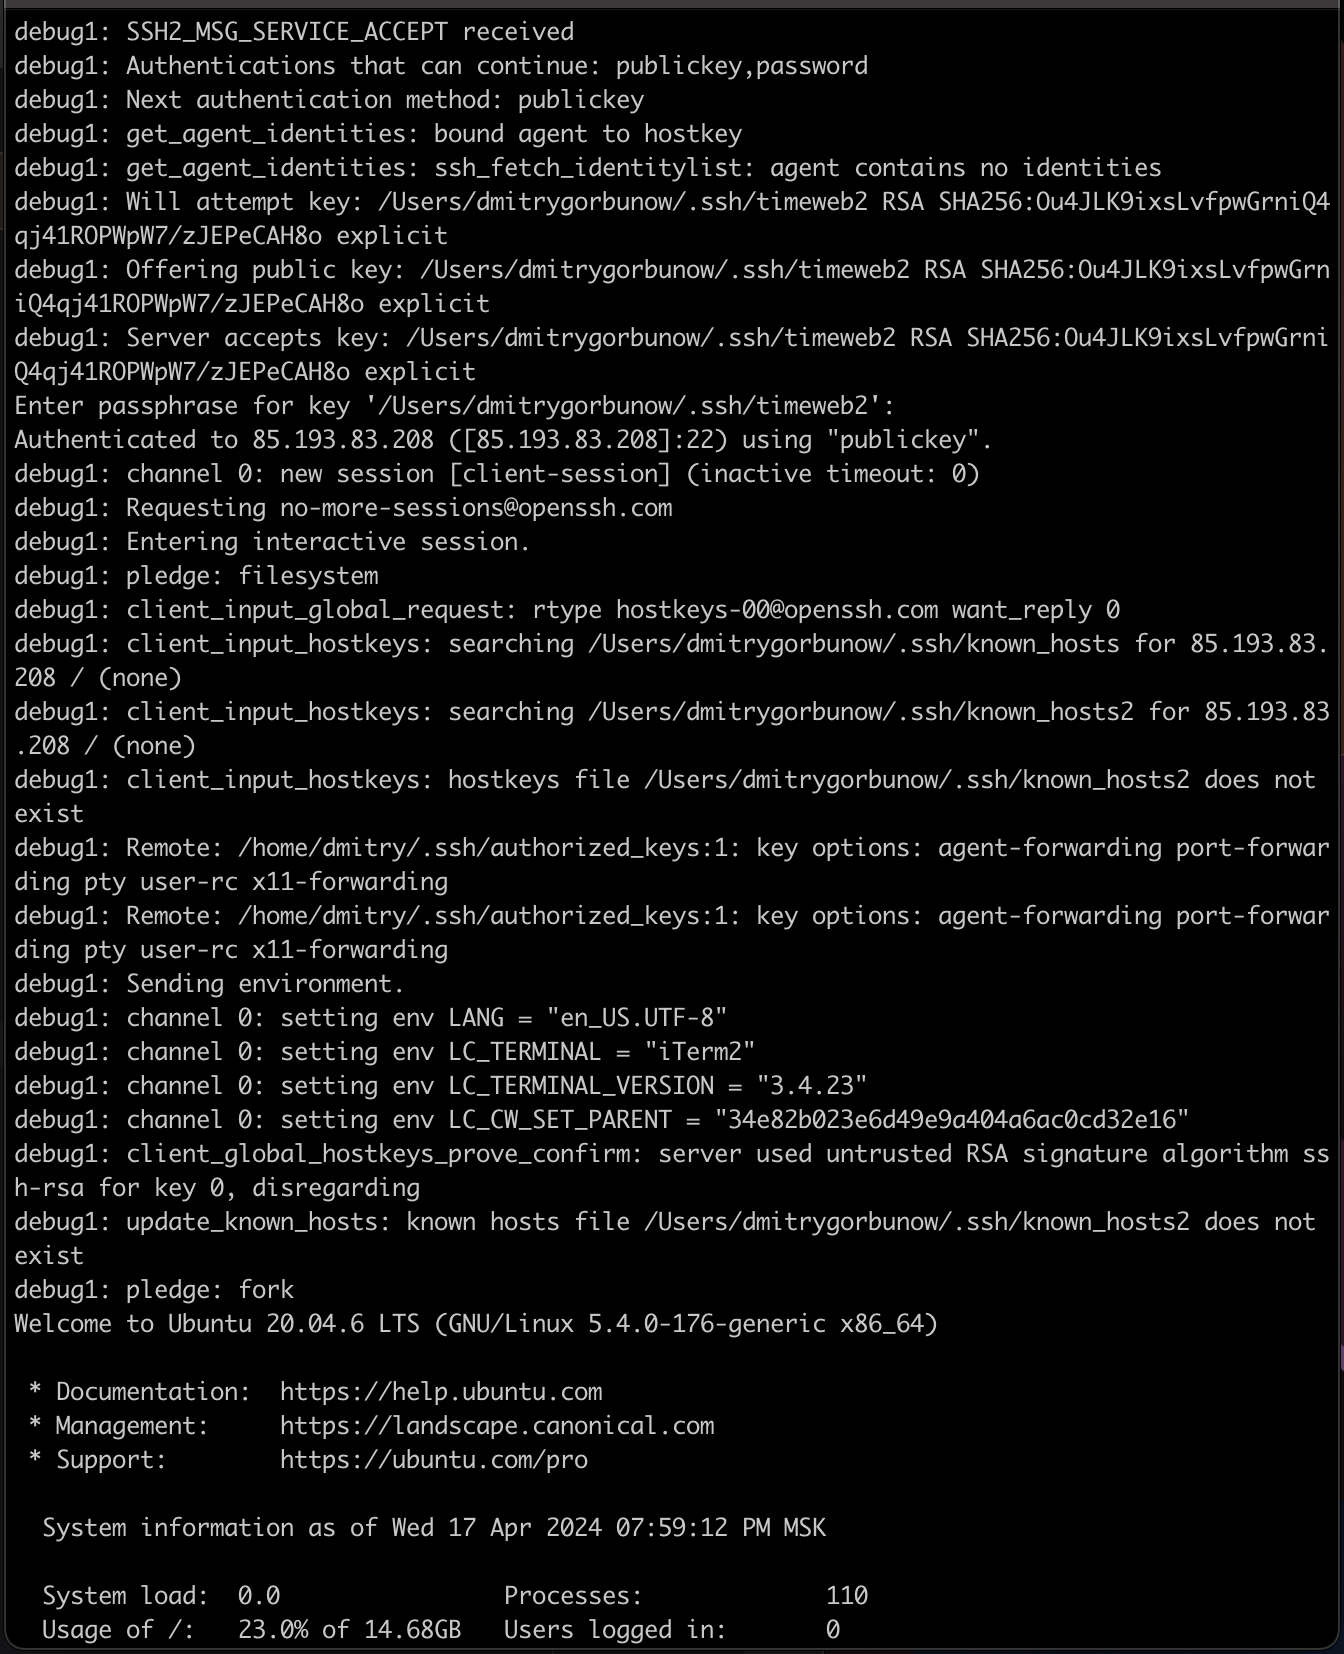 debug1: SSH2_MSG_SERVICE_ACCEPT received
debug1: Authentications that can continue: publickey,password
debug1: Next authentication method: publickey
debug1: get_agent_identities: bound agent to hostkey
debug1: get_agent_identities: ssh_fetch_identitylist: agent contains no identities
debug1: Will attempt key: /Users/dmitrygorbunow/.ssh/timeweb2 RSA SHA256:Ou4JLK9ixsLvfpwGrniQ4
qj41ROPWpW7/zJEPeCAH8o explicit
debug1: Offering public key: /Users/dmitrygorbunow/.ssh/timeweb2 RSA SHA256:Ou4JLK9ixsLvfpwGrn
iQ4qj41ROPWpW7/zJEPeCAH8o explicit
debug1: Server accepts key: /Users/dmitrygorbunow/.ssh/timeweb2 RSA SHA256:Ou4JLK9ixsLvfpwGrni
Q4qj41ROPWpW7/zJEPeCAH8o explicit
Enter passphrase for key '/Users/dmitrygorbunow/.ssh/timeweb2':
Authenticated to 85.193.83.208 ([85.193.83.208]:22) using "publickey".
debug1: channel 0: new session [client-session] (inactive timeout: 0)
debug1: Requesting no-more-sessions@openssh.com
debug1: Entering interactive session.
debug1: pledge: filesystem
debug1: client_input_global_request: rtype hostkeys-00@openssh.com want_reply 0
debug1: client_input_hostkeys: searching /Users/dmitrygorbunow/.ssh/known_hosts for 85.193.83.
208 / (none)
debug1: client_input_hostkeys: searching /Users/dmitrygorbunow/.ssh/known_hosts2 for 85.193.83
.208 / (none)
debug1: client_input_hostkeys: hostkeys file /Users/dmitrygorbunow/.ssh/known_hosts2 does not
exist
debug1: Remote: /home/dmitry/.ssh/authorized_keys:1: key options: agent-forwarding port-forwar
ding pty user-rc x11-forwarding
debug1: Remote: /home/dmitry/.ssh/authorized_keys:1: key options: agent-forwarding port-forwar
ding pty user-rc x11-forwarding
debug1: Sending environment.
debug1: channel 0: setting env LANG = "en_US.UTF-8"
debug1: channel 0: setting env LC_TERMINAL = "iTerm2"
debug1: channel 0: setting env LC_TERMINAL_VERSION = "3.4.23"
debug1: channel 0: setting env LC_CW_SET_PARENT = "34e82b023e6d49e9a404a6ac0cd32e16"
debug1: client_global_hostkeys_prove_confirm: server used untrusted RSA signature algorithm ss
h-rsa for key 0, disregarding
debug1: update_known_hosts: known hosts file /Users/dmitrygorbunow/.ssh/known_hosts2 does not
exist
debug1: pledge: fork
Welcome to Ubuntu 20.04.6 LTS (GNU/Linux 5.4.0-176-generic x86_64)
* Documentation:  https://help.ubuntu.com
* Management:     https://landscape.canonical.com
* Support:        https://ubuntu.com/pro
System information as of Wed 17 Apr 2024 07:59:12 PM MSK
System load:  0.0                Processes:             110
Usage of /:   23.0% of 14.68GB   Users logged in:       0